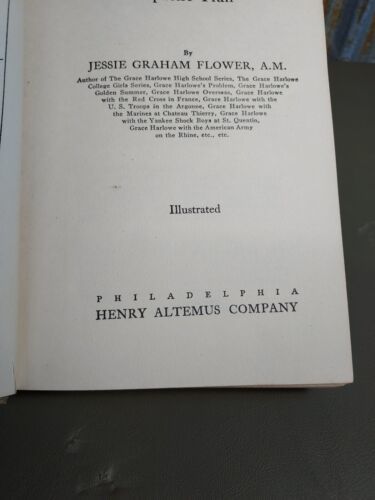 By
JESSIE GRAHAM FLOWER, A.M.
Author of The Grace Harlowe High School Series, The Grace Harlowe
College Girls Series, Grace Harlowe's Problem, Grace Harlowe's
Golden Summer, Grace Harlowe Overseas, Grace Harlowe
with the Red Cross in France, Grace Harlowe with the
U. S. Troops in the Argonne, Grace Harlowe with
the Marines at Chateau Thierry, Grace Harlowe
with the Yankee Shock Boys at St. Quentin,
Grace Harlowe with the American Army
on the Rhine, etc., etc.
Illustrated
PHILADELPHIA
HENRY ALTEMUS COMPANY